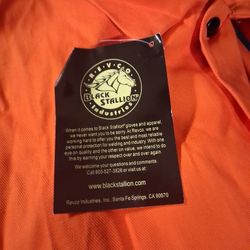 REVCO
BLACK STALLION
Industries
When it comes to Black Stallion gloves and apparel,
we never want you to be sorry. At Revco, we are
working hard to offer you the best and most reliable
personal protection for welding and industry. With one
eye on quality and the other on value, we intend to do
this by earning your respect over and over again.
We welcome your questions and comments.
Call 800-527-3826 or visit us at
www.blackstallion.com
Revco Industries, Inc. Santa Fe Springs, CA 90670